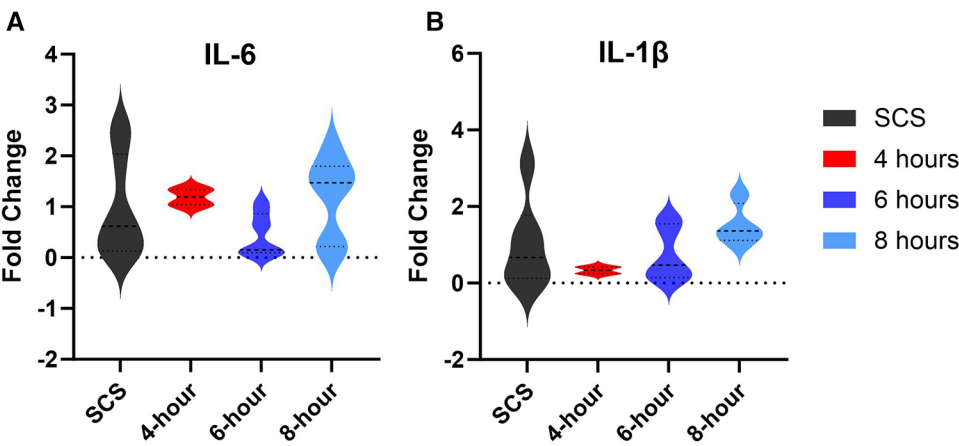 A
IL-6
Fold Change
4
3
2
1
0
-1
-2
SCS
4-hour
6-hour
8-hour
B
IL-1β
Fold Change
6
4
2
0
-2
SCS
4-hour
6-hour
8-hour
SCS
4 hours
6 hours
8 hours